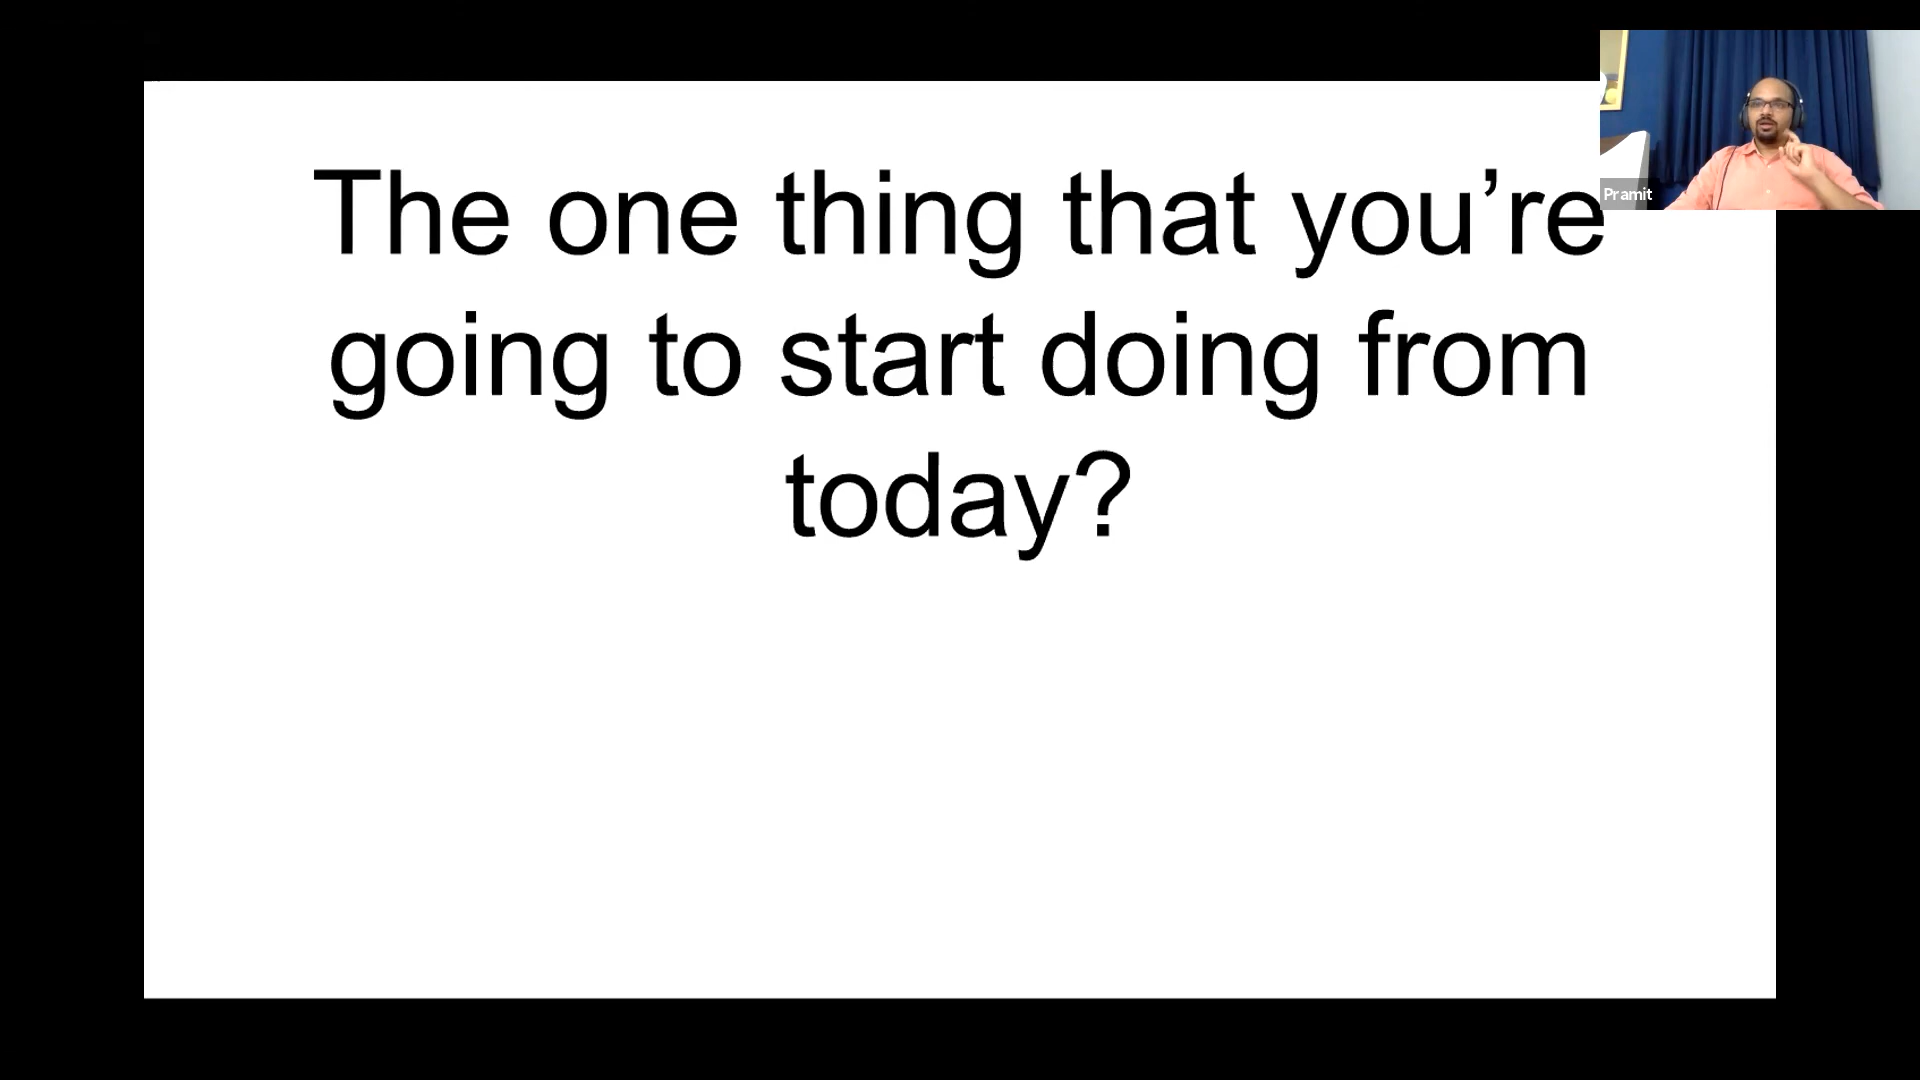 The one thing that you’re
going to start doing from
today?
Pramit